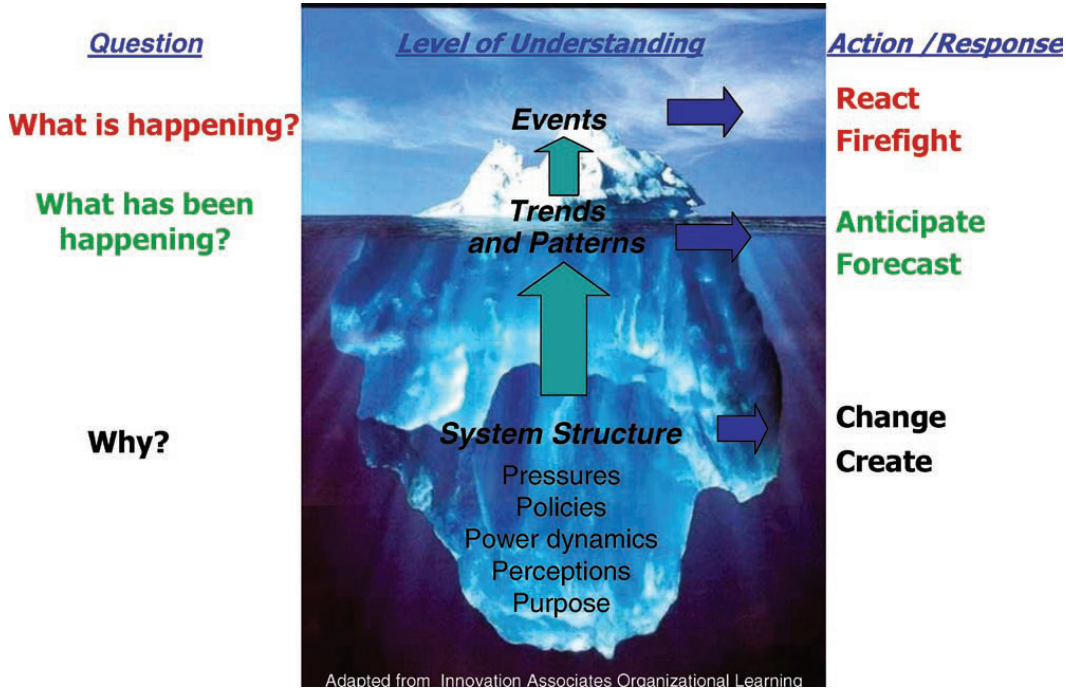 Question
Level of Understanding
Action /Response
What is happening?
Events
React
Firefight
What has been
happening?
Trends
and Patterns
Anticipate
Forecast
Why?
System Structure
Pressures
Policies
Power dynamics
Perceptions
Purpose
Change
Create
Adapted from Innovation Associates Organizational Learning